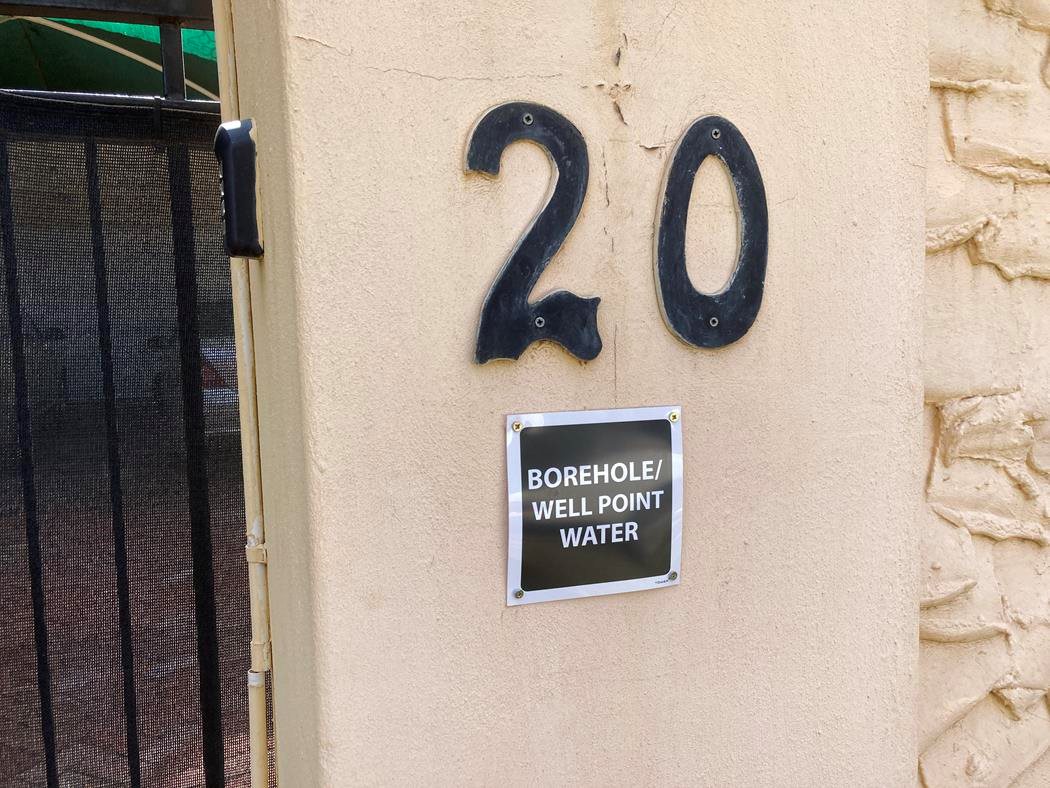 20
BOREHOLE/
WELL POINT
WATER